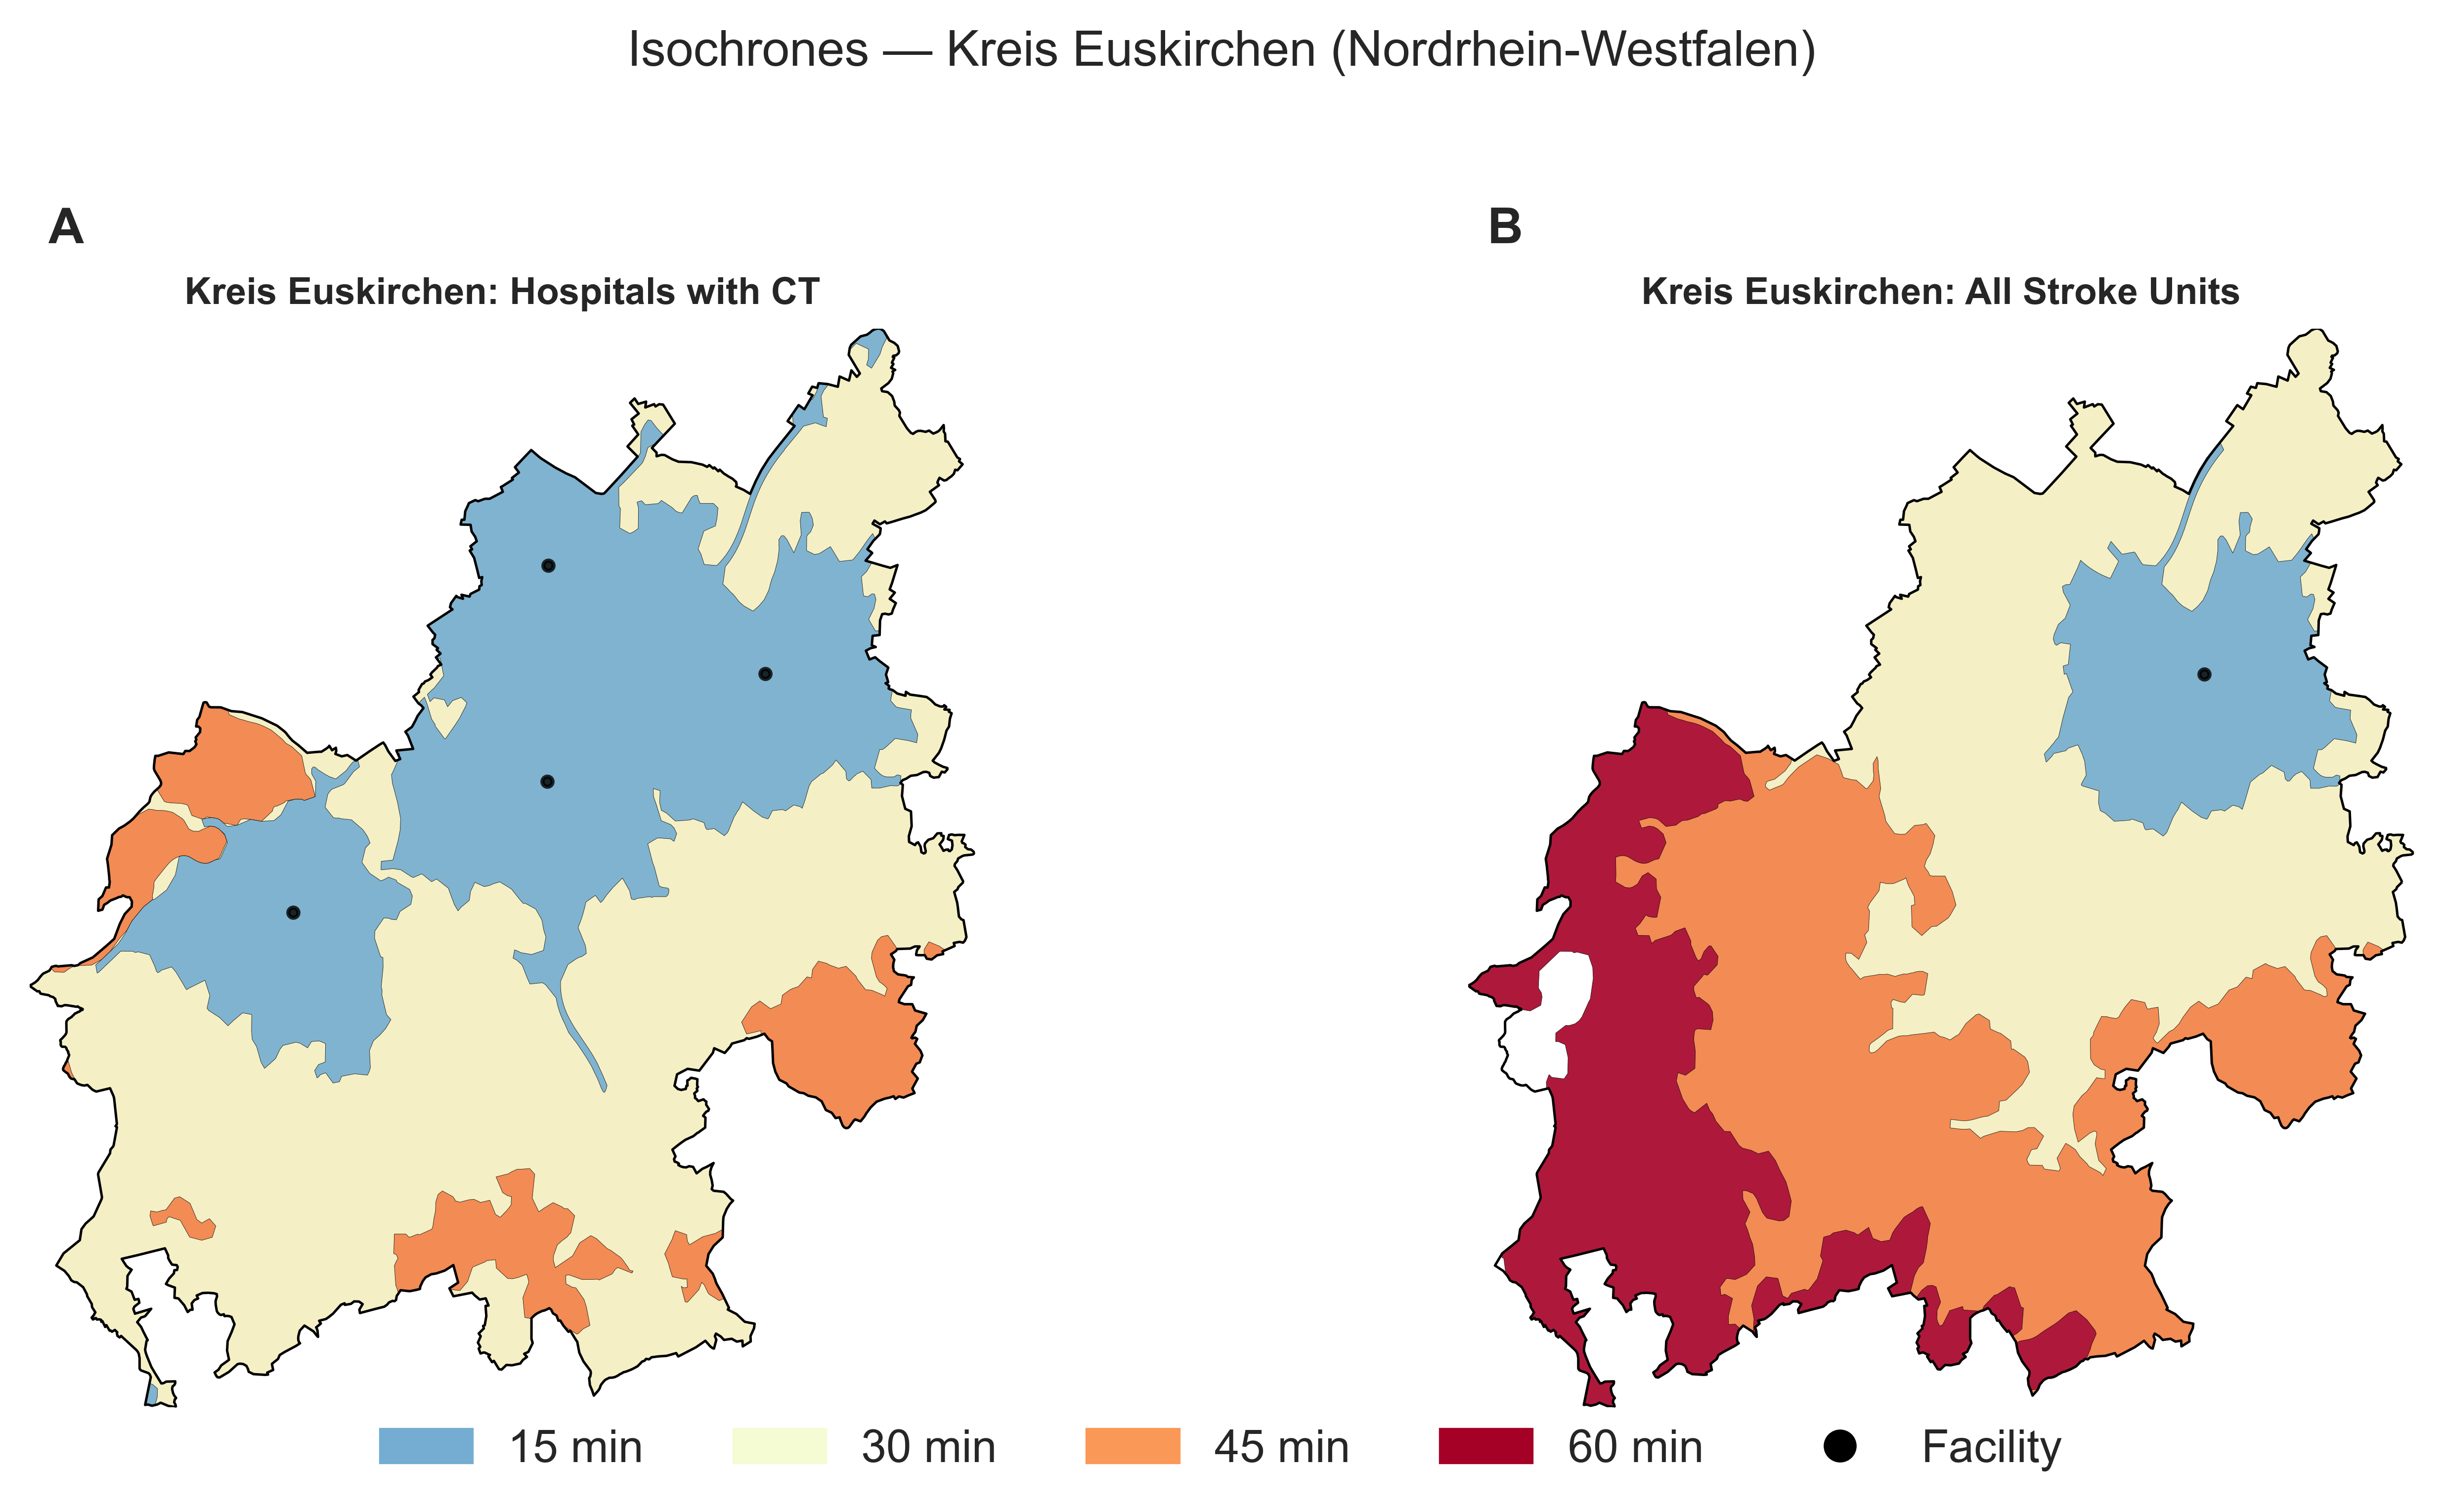 Isochrones — Kreis Euskirchen (Nordrhein-Westfalen)
A
B
Kreis Euskirchen: Hospitals with CT
Kreis Euskirchen: All Stroke Units
15 min
30 min
45 min
60 min
Facility